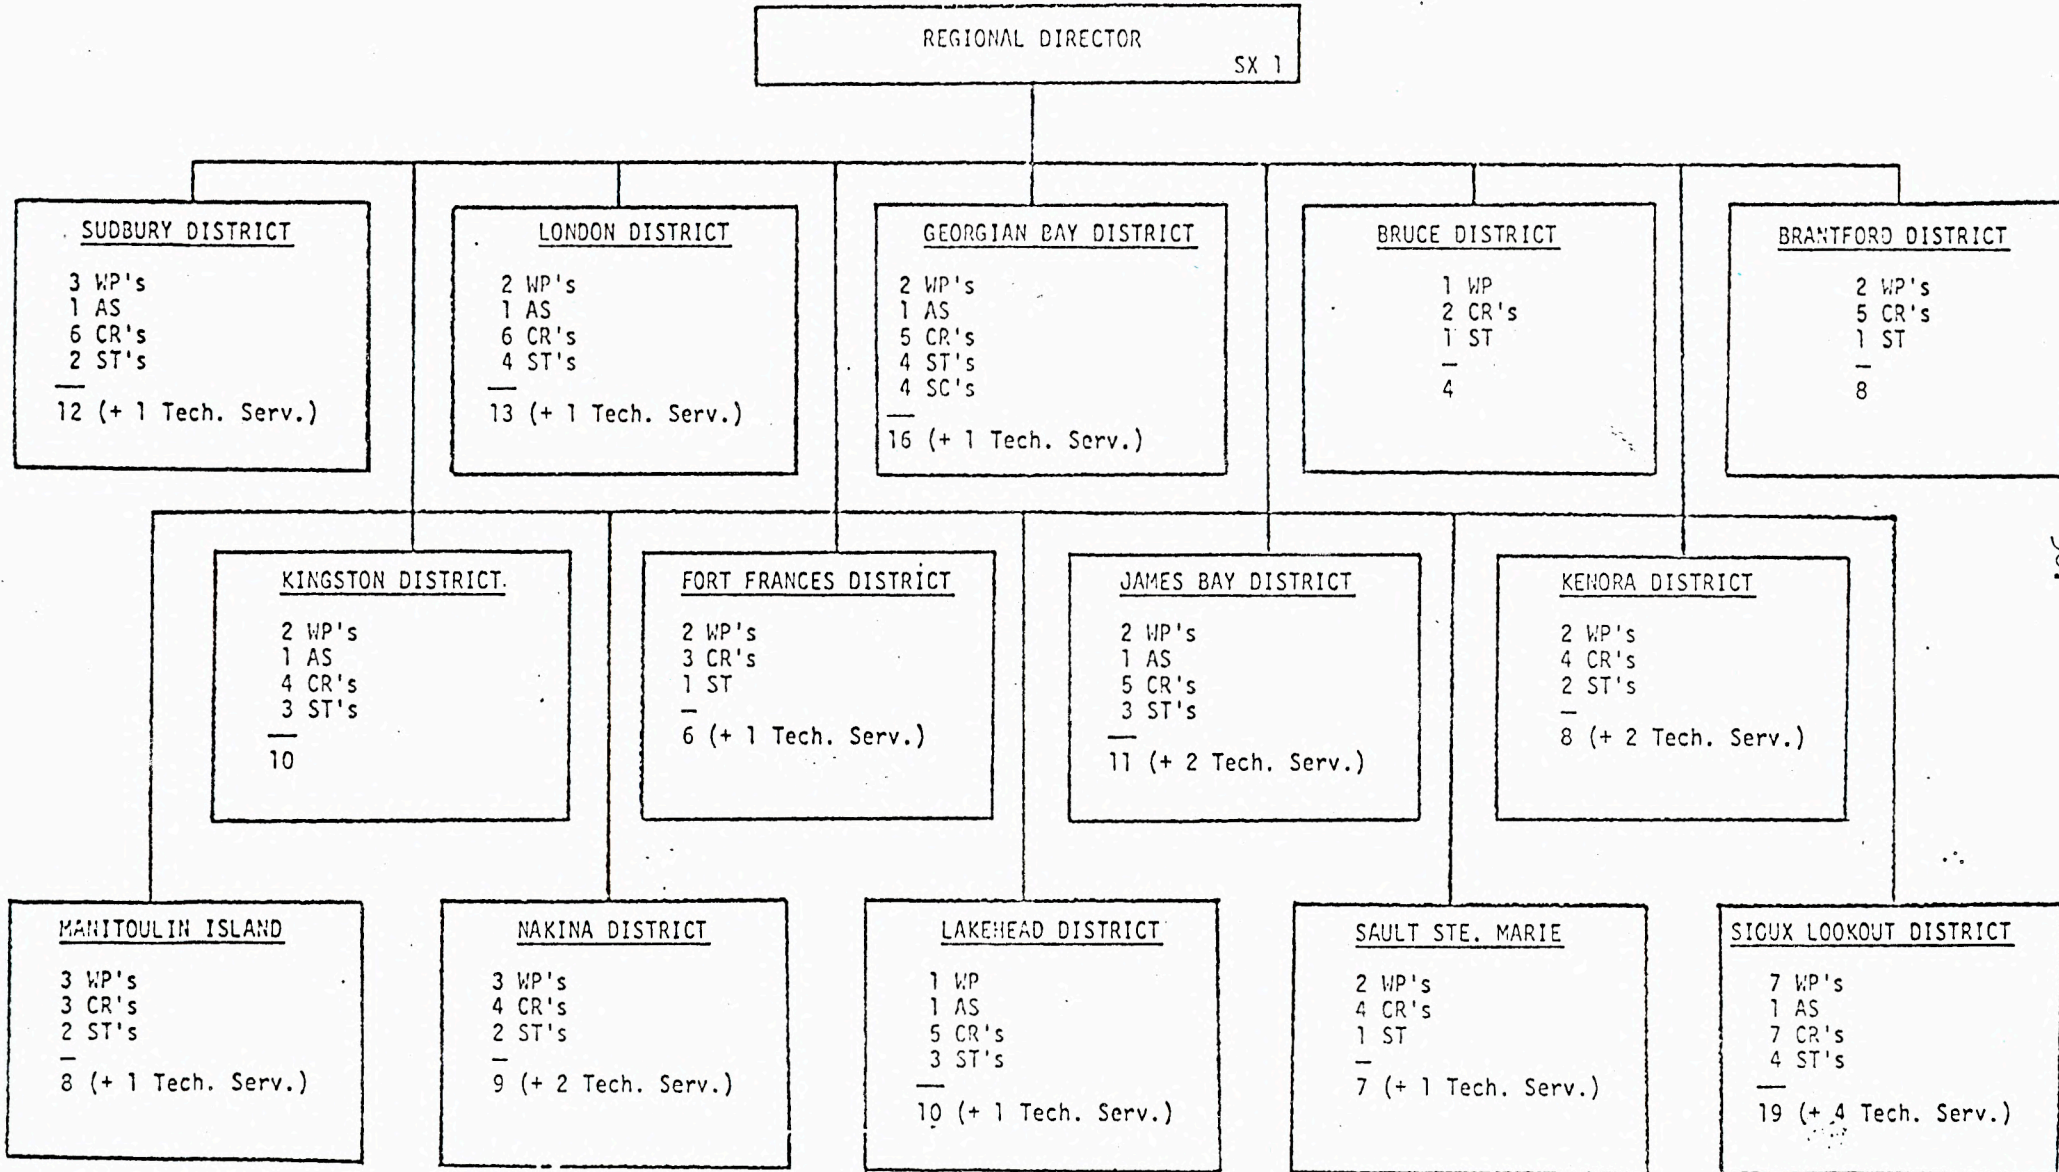 REGIONAL DIRECTOR
SX 1
SUDBURY DISTRICT
3 WP's
1 AS
6 CR's
2 ST's
12 (+ 1 Tech. Serv.)
LONDON DISTRICT
2 WP's
1 AS
6 CR's
4 ST's
13 (+ 1 Tech. Serv.)
GEORGIAN BAY DISTRICT
2 WP's
1 AS
5 CR's
4 ST's
4 SC's
16 (+ 1 Tech. Serv.)
BRUCE DISTRICT
1 WP
2 CR's
1 ST
4
BRANTFORD DISTRICT
2 WP's
5 CR's
1 ST
8
KINGSTON DISTRICT
2 WP's
1 AS
4 CR's
3 ST's
10
FORT FRANCES DISTRICT
2 WP's
3 CR's
1 ST
6 (+ 1 Tech. Serv.)
JAMES BAY DISTRICT
2 WP's
1 AS
5 CR's
3 ST's
11 (+ 2 Tech. Serv.)
KENORA DISTRICT
2 WP's
4 CR's
2 ST's
8 (+ 2 Tech. Serv.)
MANITOULIN ISLAND
3 WP's
3 CR's
2 ST's
8 (+ 1 Tech. Serv.)
NAKINA DISTRICT
3 WP's
4 CR's
2 ST's
9 (+ 2 Tech. Serv.)
LAKEHEAD DISTRICT
1 WP
1 AS
5 CR's
3 ST's
10 (+ 1 Tech. Serv.)
SAULT STE. MARIE
2 WP's
4 CR's
1 ST
7 (+ 1 Tech. Serv.)
SIOUX LOOKOUT DISTRICT
7 WP's
1 AS
7 CR's
4 ST's
19 (+ 4 Tech. Serv.)